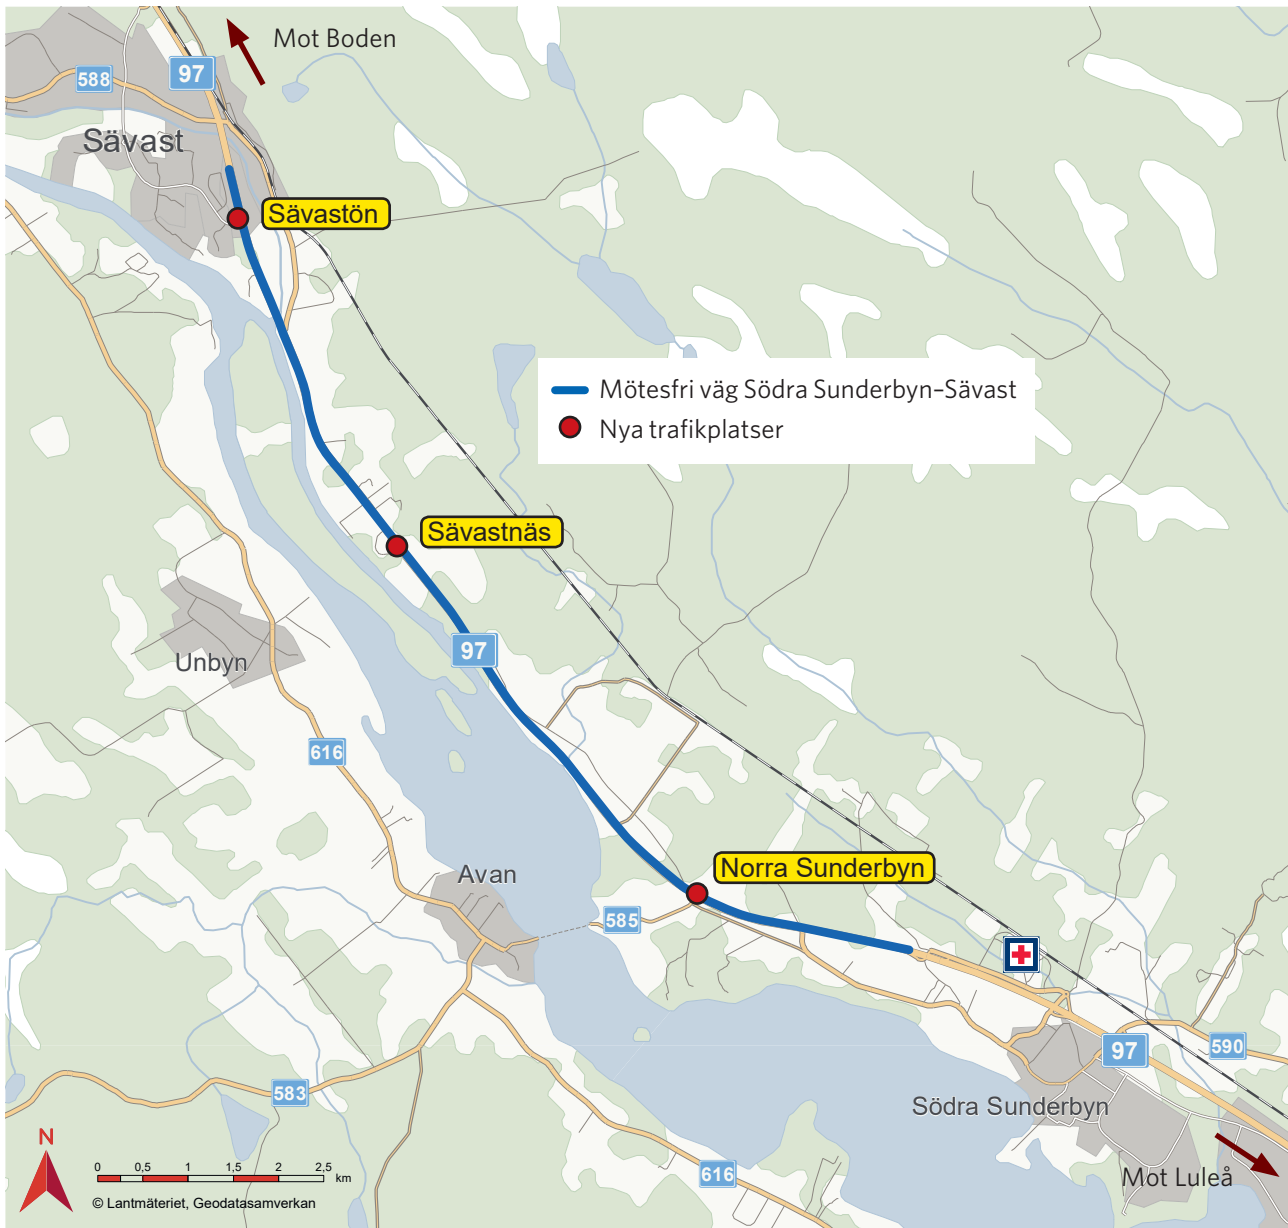 Mot Boden
97
588
Sävast
Sävastön
Mötesfri väg Södra Sunderbyn–Sävast
Nya trafikplatser
Sävastnäs
97
Unbyn
616
Norra Sunderbyn
Avan
585
97
590
583
Södra Sunderbyn
616
Mot Luleå
N
0 0,5 1 1,5 2 2,5
km
© Lantmäteriet, Geodatasamverkan